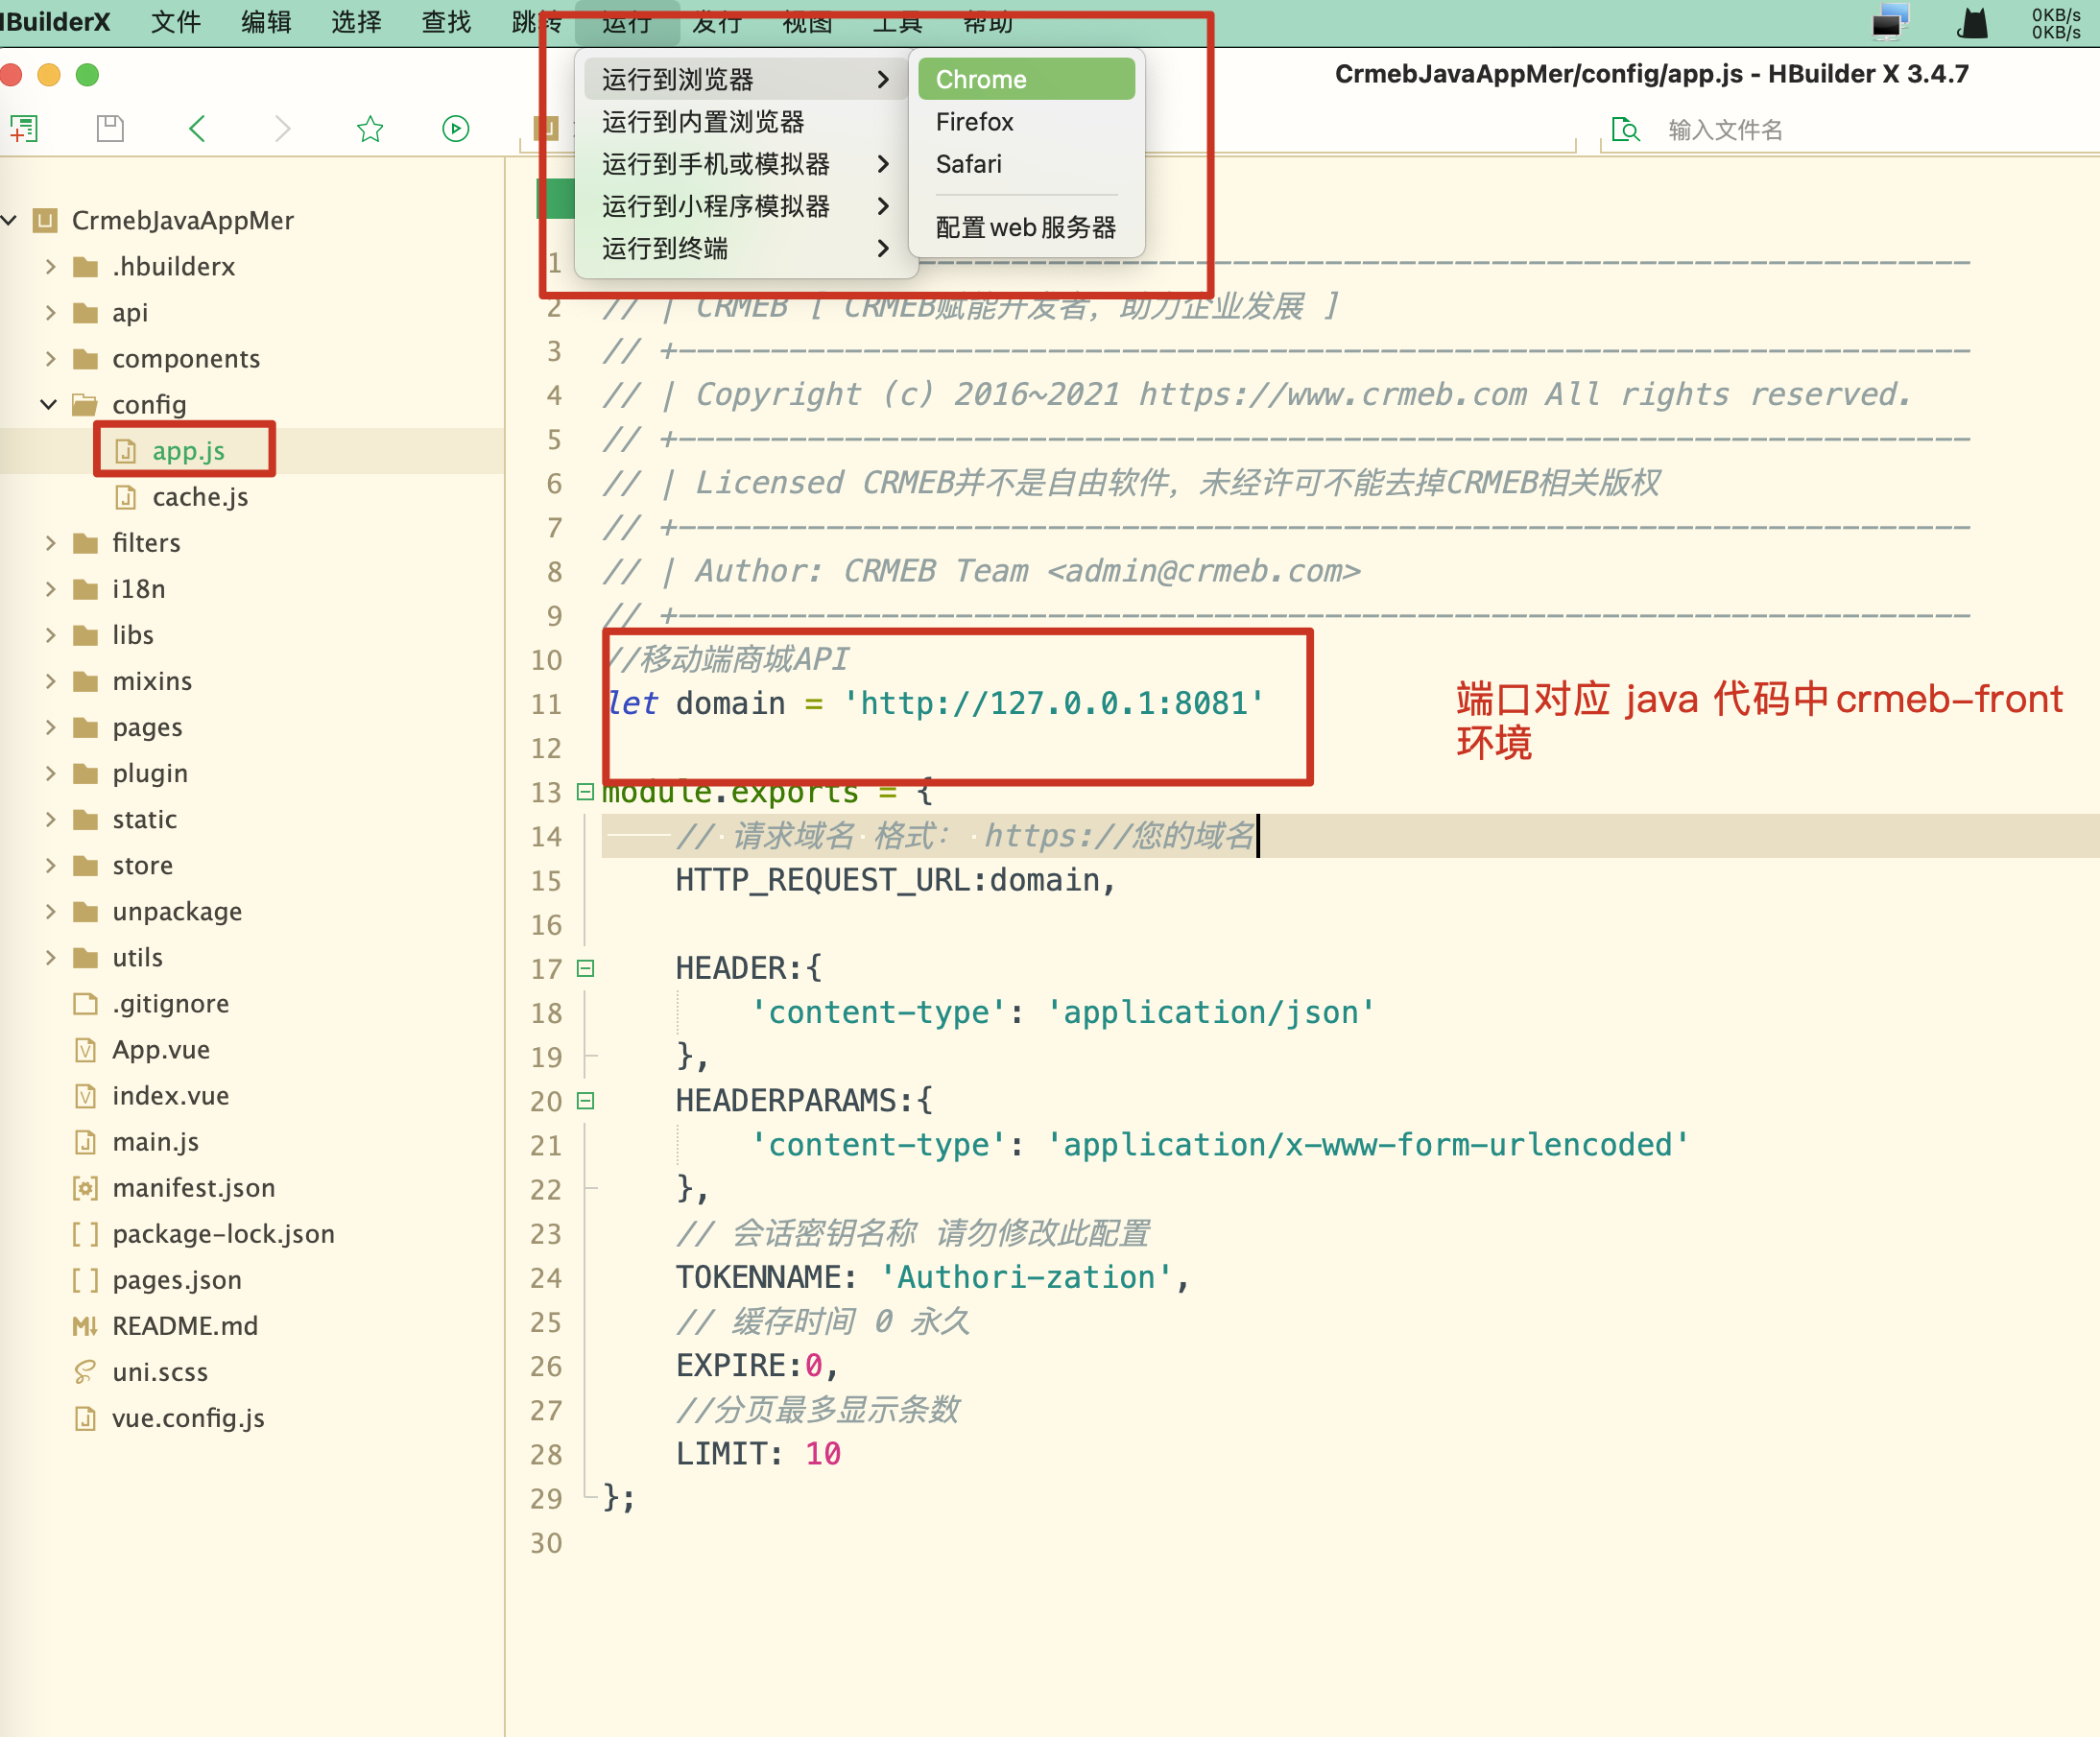 HBuilderX 文件 编辑 选择 查找 跳转 运行 发行 视图 工具 帮助 0KB/s
0KB/s
CrmebJavaAppMer/config/app.js - HBuilder X 3.4.7
输入文件名
运行到浏览器
运行到内置浏览器
运行到手机或模拟器
运行到小程序模拟器
运行到终端
Chrome
Firefox
Safari
配置web服务器
CrmebJavaAppMer
.hbuilderx
api
components
config
app.js
cache.js
filters
i18n
libs
mixins
pages
plugin
static
store
unpackage
utils
.gitignore
App.vue
index.vue
main.js
manifest.json
package-lock.json
pages.json
README.md
uni.scss
vue.config.js
1
2 // | CRMEB [ CRMEB赋能开发者，助力企业发展 ]
3 // +----------------------------------------------------------------------
4 // | Copyright (c) 2016~2021 https://www.crmeb.com All rights reserved.
5 // +----------------------------------------------------------------------
6 // | Licensed CRMEB并不是自由软件，未经许可不能去掉CRMEB相关版权
7 // +----------------------------------------------------------------------
8 // | Author: CRMEB Team <admin@crmeb.com>
9 // +----------------------------------------------------------------------
10 //移动端商城API
11 let domain = 'http://127.0.0.1:8081'
12
13 module.exports = {
14 // 请求域名 格式： https://您的域名
15 HTTP_REQUEST_URL:domain,
16
17 HEADER:{
18 'content-type': 'application/json'
19 },
20 HEADERPARAMS:{
21 'content-type': 'application/x-www-form-urlencoded'
22 },
23 // 会话密钥名称 请勿修改此配置
24 TOKENNAME: 'Authori-zation',
25 // 缓存时间 0 永久
26 EXPIRE:0,
27 //分页最多显示条数
28 LIMIT: 10
29 };
30
端口对应 java 代码中crmeb-front
环境